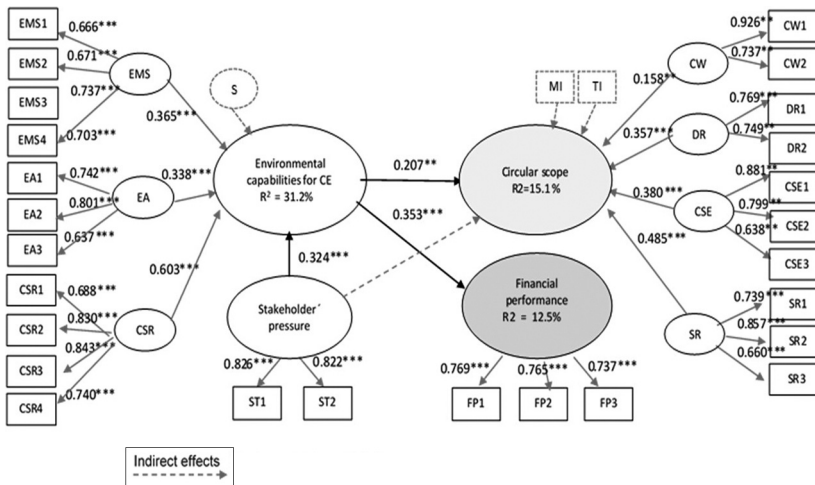 EMS1
0.666***
EMS2
0.671***
EMS
EMS3
0.737***
EMS4
0.703***
0.365***
S
EA1
0.742***
EA
0.338***
EA2
0.801***
EA3
0.637***
CSR1
0.688***
0.603***
CSR2
0.830***
CSR
CSR3
0.843***
CSR4
0.740***
Environmental
capabilities for CE
R² = 31.2%
0.207**
0.353***
0.324***
Stakeholder´
pressure
0.826***
0.822***
ST1
ST2
MI
TI
Circular scope
R2=15.1%
Financial
performance
R2 = 12.5%
0.769***
0.765***
0.737***
FP1
FP2
FP3
0.926**
CW1
CW
0.737**
CW2
0.158**
0.769***
DR1
DR
0.357***
0.749**
DR2
0.881**
CSE1
0.380***
CSE
0.799**
CSE2
0.638**
CSE3
0.485***
0.739***
SR1
SR
0.857***
SR2
0.660***
SR3
Indirect effects